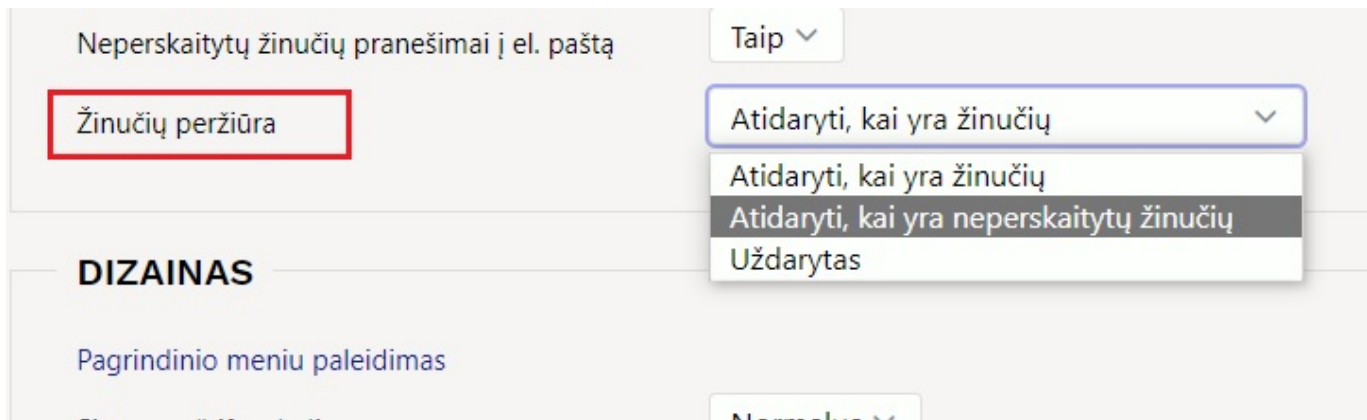 Neperskaitytų žinučių pranešimai į el. paštą Taip
Žinučių peržiūra Atidaryti, kai yra žinučių
Atidaryti, kai yra žinučių
Atidaryti, kai yra neperskaitytų žinučių
Uždarytas
DIZAINAS
Pagrindinio meniu paleidimas